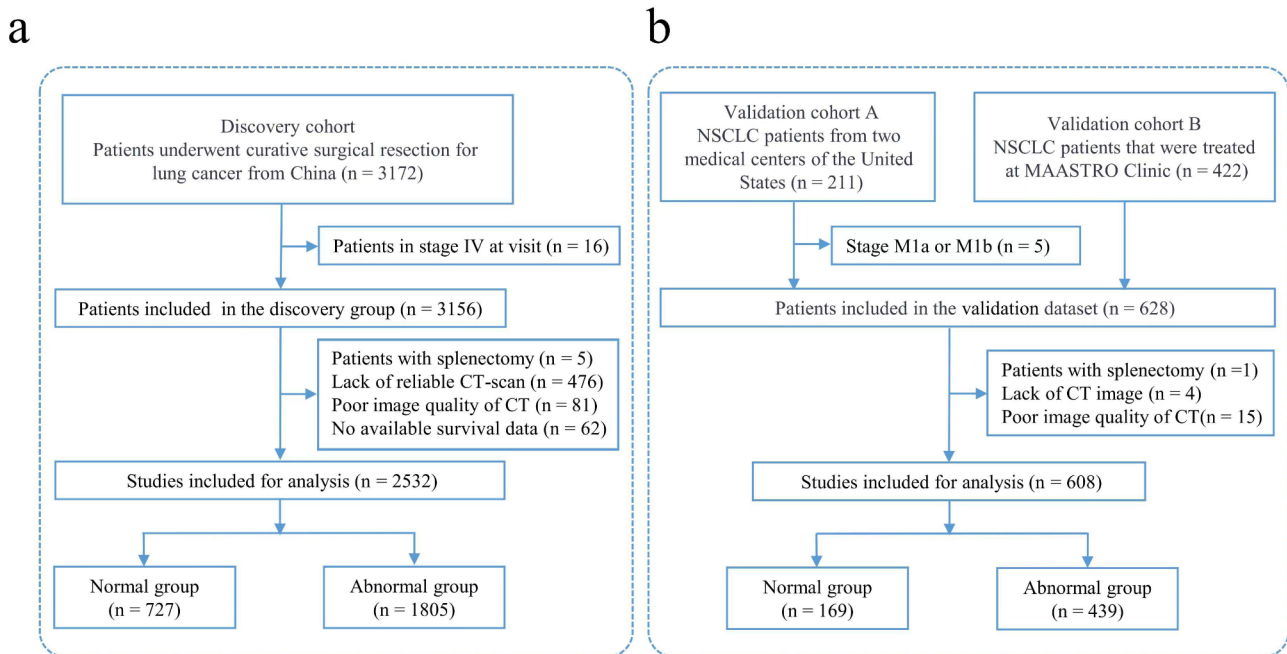 a
Discovery cohort
Patients underwent curative surgical resection for
lung cancer from China (n = 3172)
Patients in stage IV at visit (n = 16)
Patients included in the discovery group (n = 3156)
Patients with splenectomy (n = 5)
Lack of reliable CT-scan (n = 476)
Poor image quality of CT (n = 81)
No available survival data (n = 62)
Studies included for analysis (n = 2532)
Normal group
(n = 727)
Abnormal group
(n = 1805)
b
Validation cohort A
NSCLC patients from two
medical centers of the United
States (n = 211)
Validation cohort B
NSCLC patients that were treated
at MAASTRO Clinic (n = 422)
Stage M1a or M1b (n = 5)
Patients included in the validation dataset (n = 628)
Patients with splenectomy (n =1)
Lack of CT image (n = 4)
Poor image quality of CT(n = 15)
Studies included for analysis (n = 608)
Normal group
(n = 169)
Abnormal group
(n = 439)